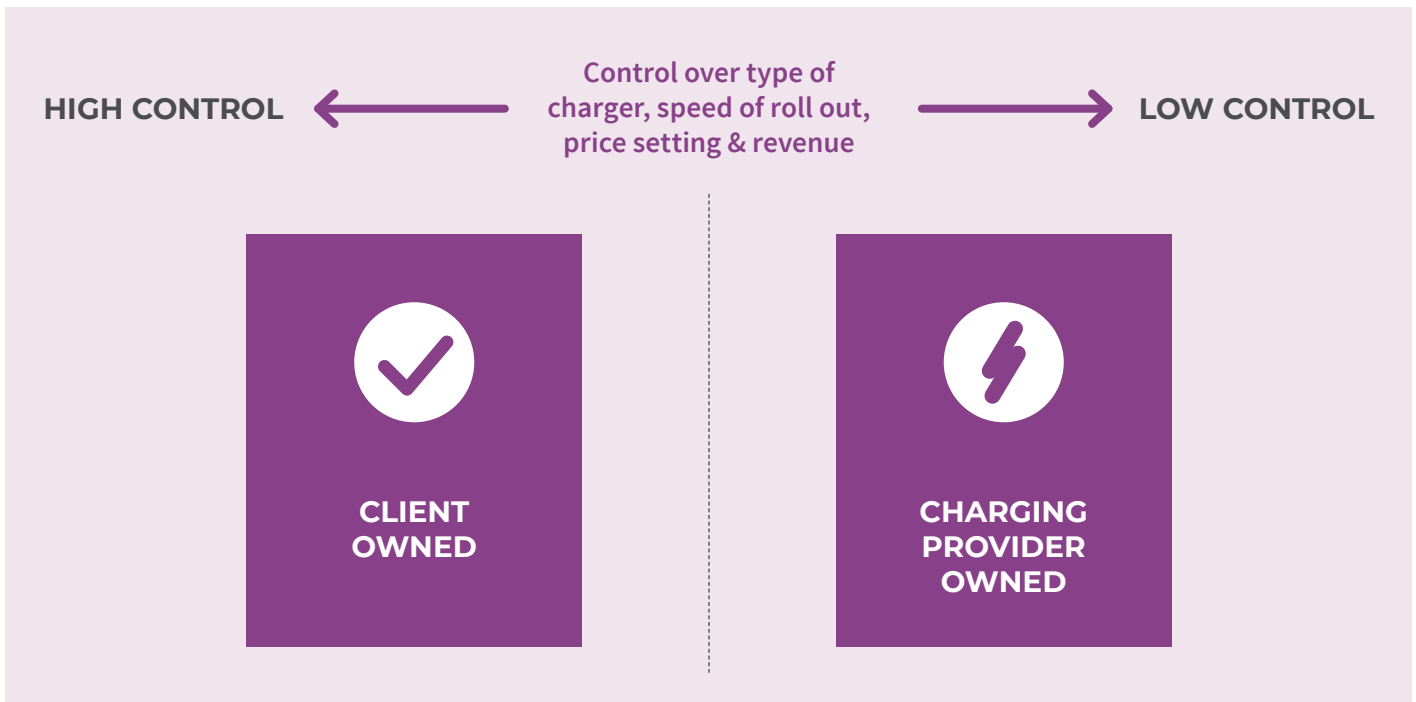 Control over type of
HIGH CONTROL charger, speed of roll out, LOW CONTROL
price setting & revenue
CLIENT
OWNED
CHARGING
PROVIDER
OWNED